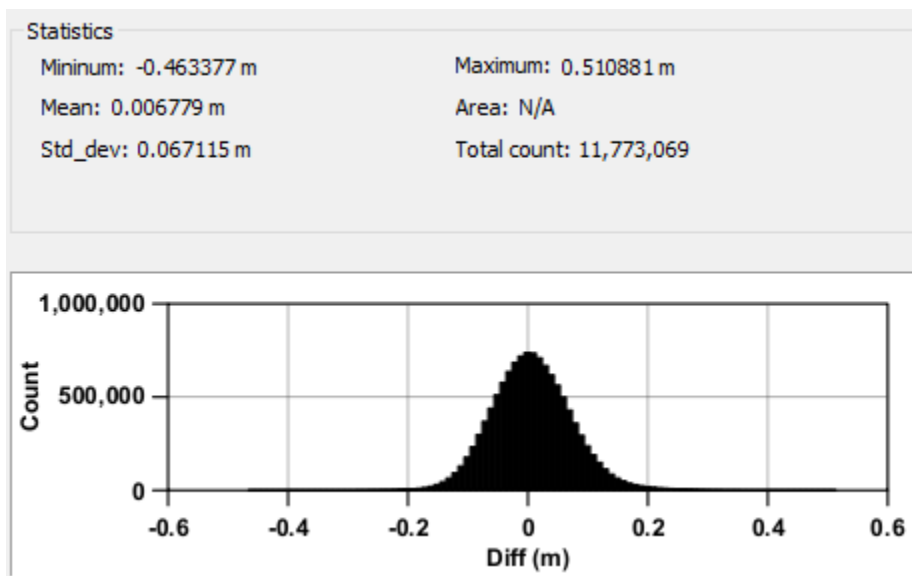 Statistics
Mininum: -0.463377 m
Maximum: 0.510881 m
Mean: 0.006779 m
Area: N/A
Std_dev: 0.067115 m
Total count: 11,773,069
1,000,000
500,000
0
Count
-0.6 -0.4 -0.2 0 0.2 0.4 0.6
Diff (m)